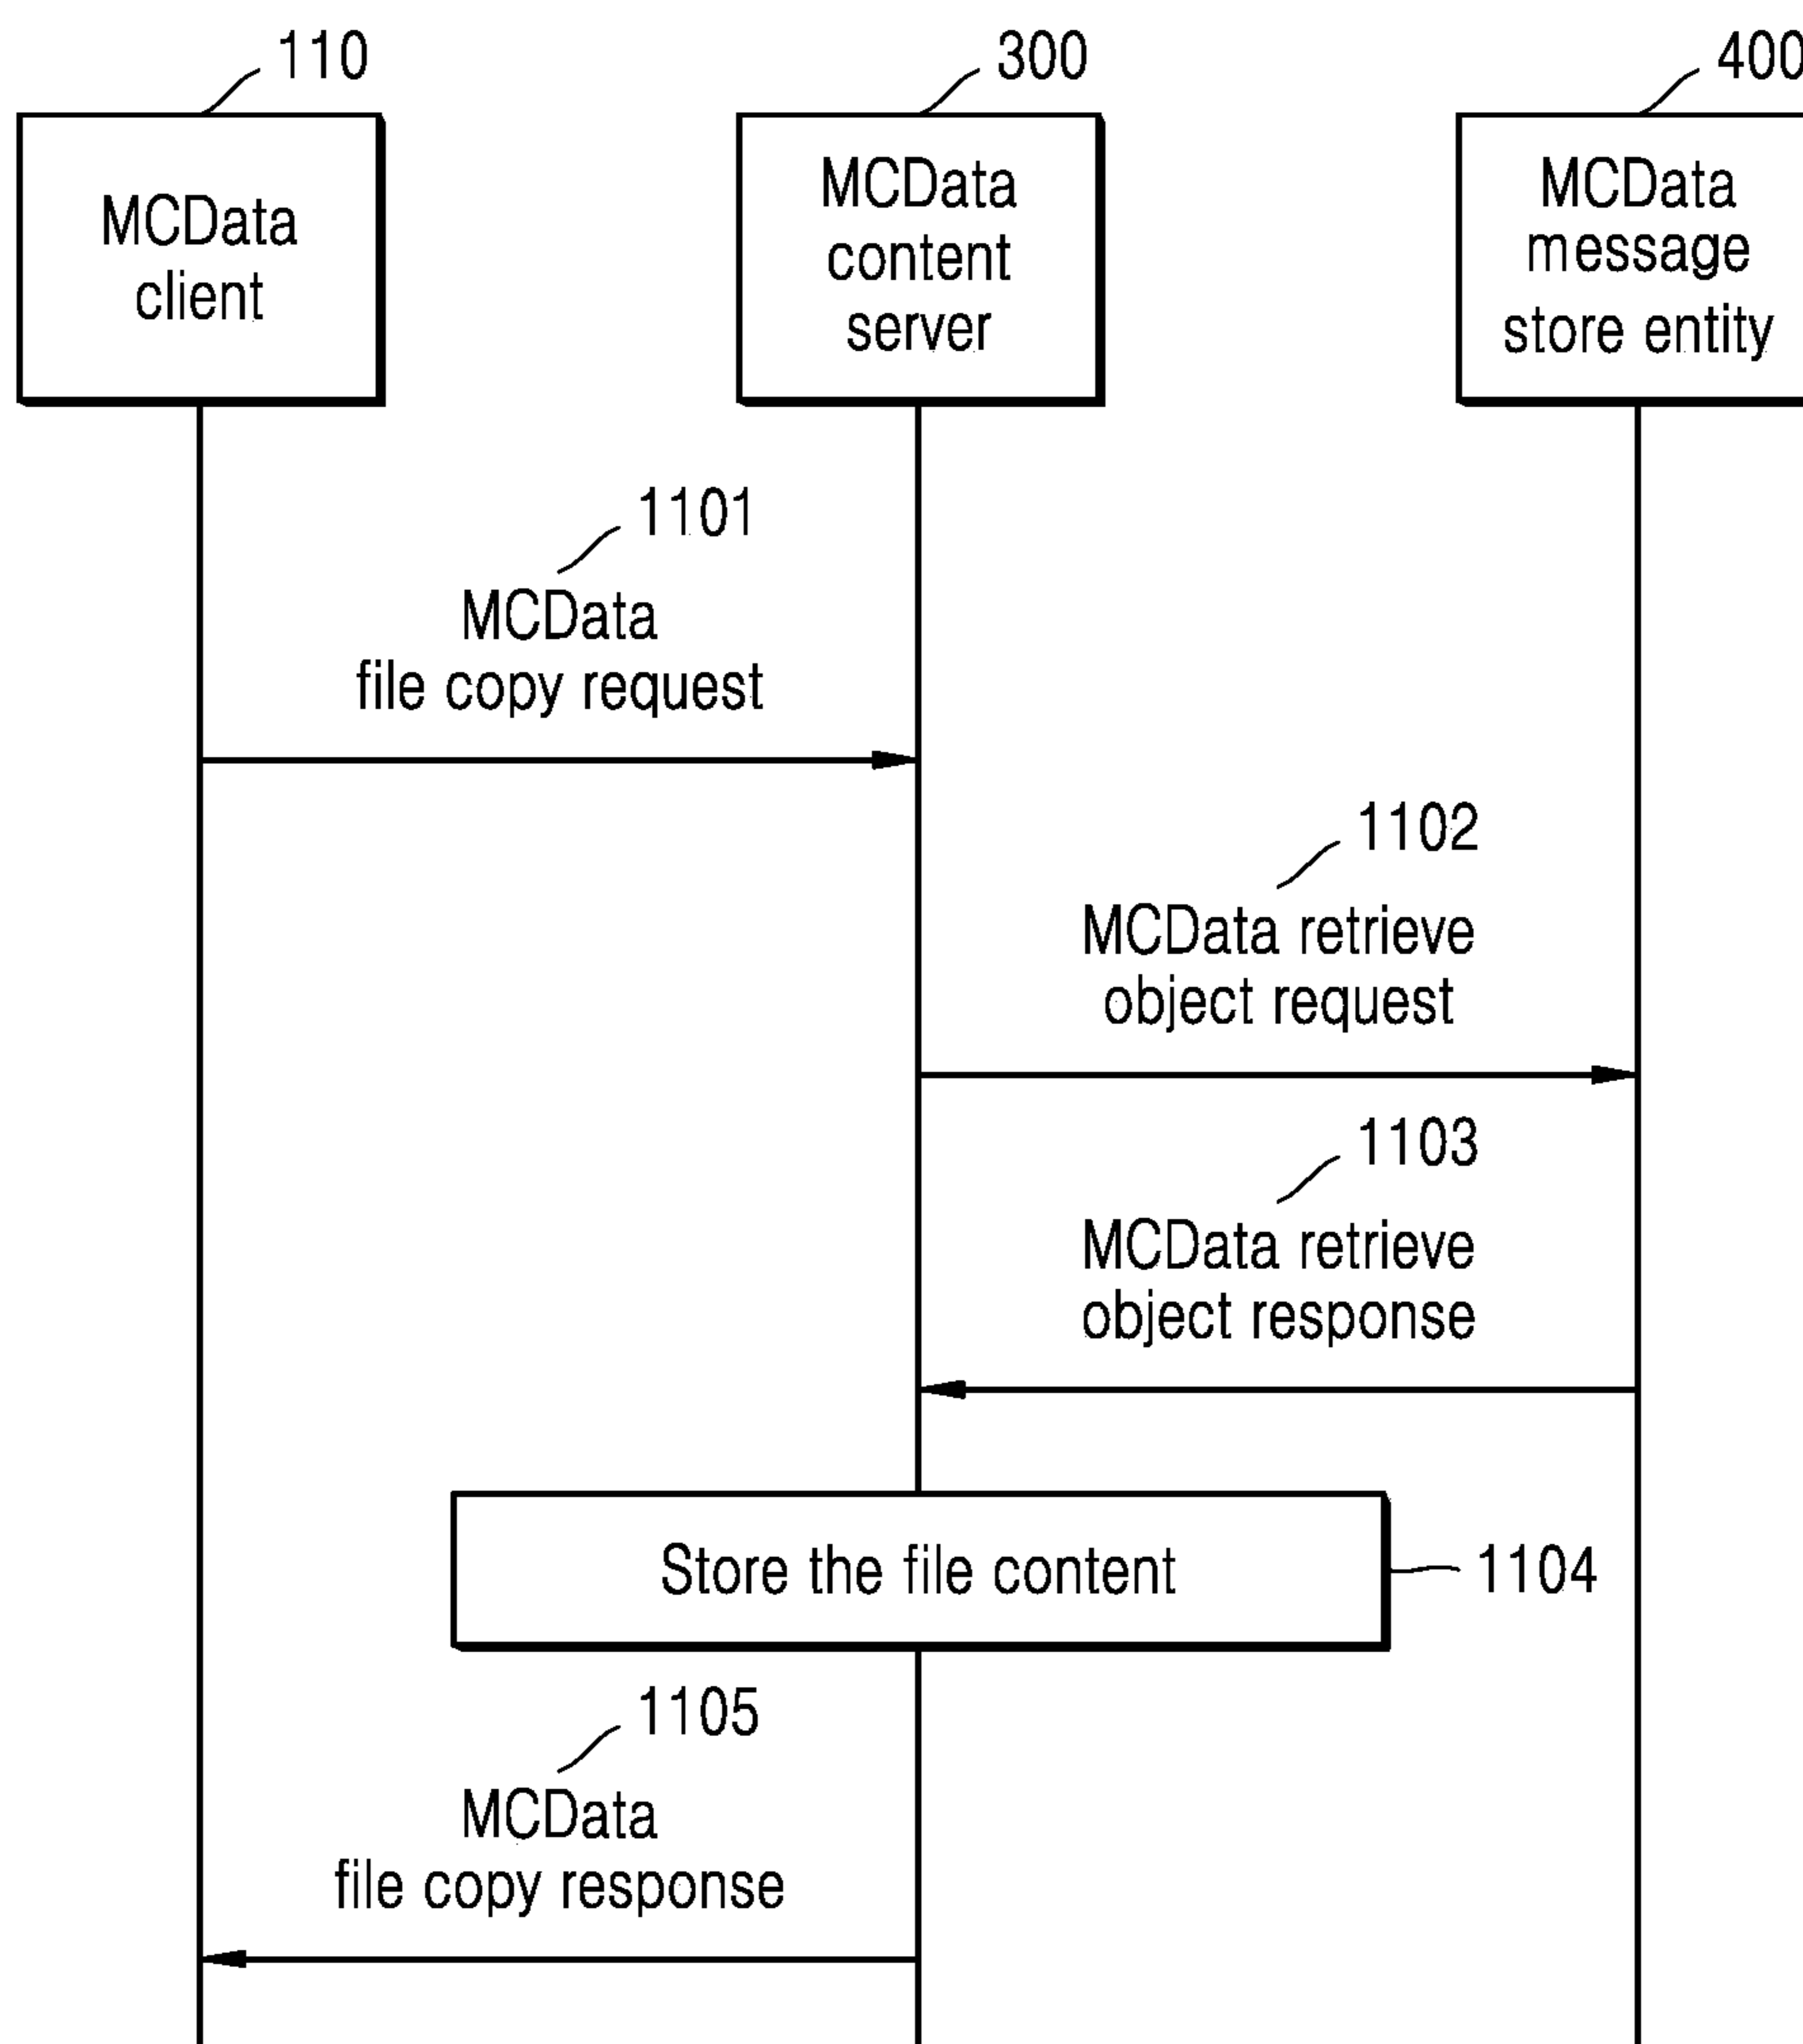 110
300
400
MCData
client
MCData
content
server
MCData
message
store entity
1101
MCData
file copy request
1102
MCData retrieve
object request
1103
MCData retrieve
object response
Store the file content
1104
1105
MCData
file copy response